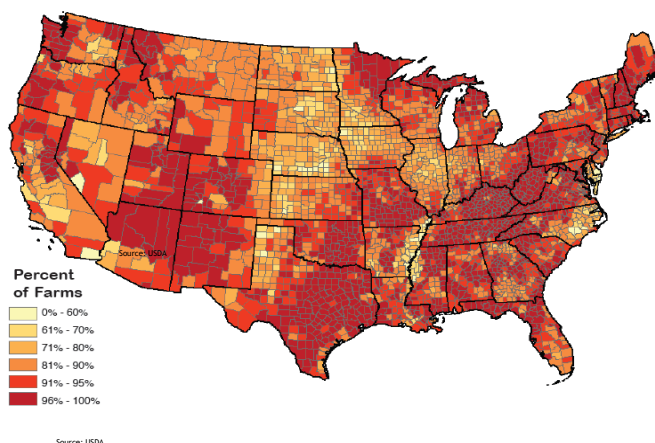 Source: USDA
Percent
of Farms
0% - 60%
61% - 70%
71% - 80%
81% - 90%
91% - 95%
96% - 100%
Source: USDA